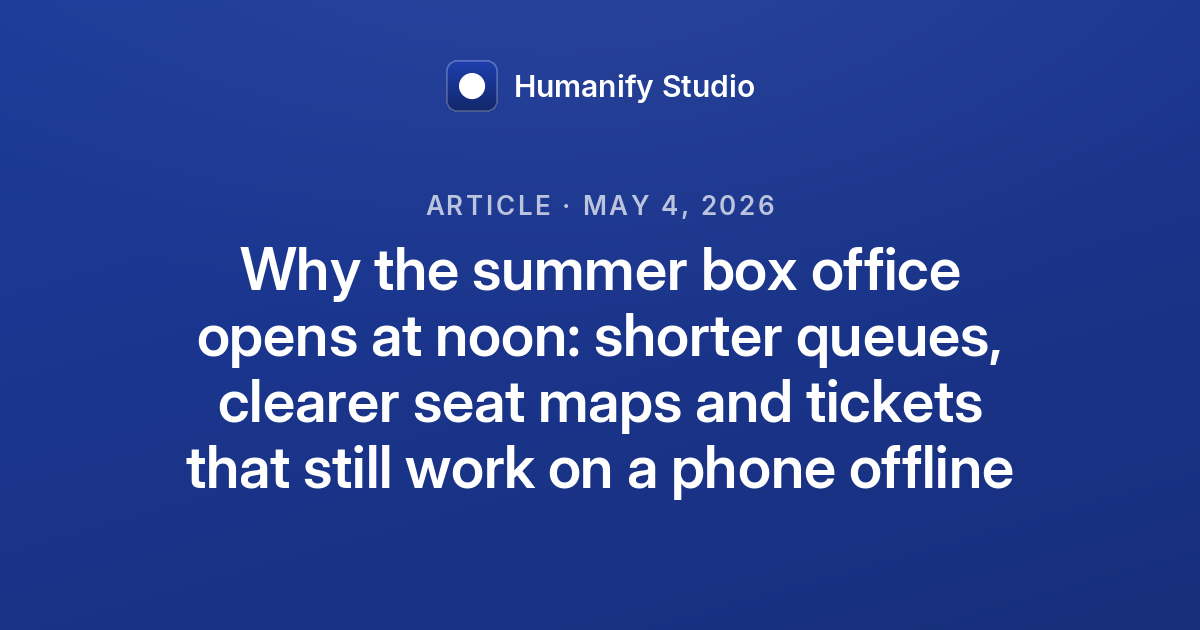 Humanify Studio
ARTICLE · MAY 4, 2026
Why the summer box office
opens at noon: shorter queues,
clearer seat maps and tickets
that still work on a phone offline